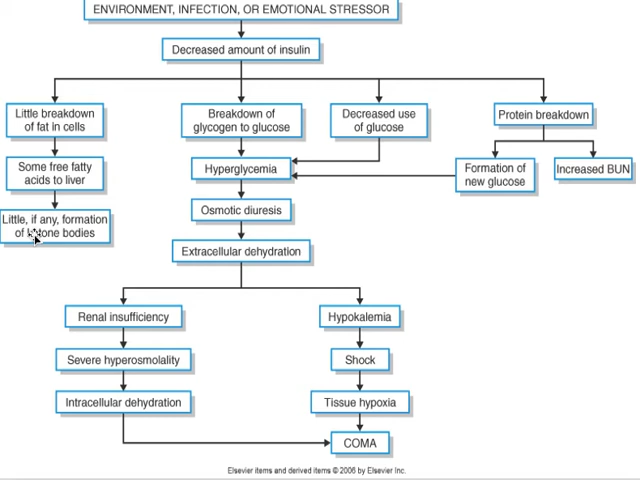 ENVIRONMENT, INFECTION, OR EMOTIONAL STRESSOR
Decreased amount of insulin
Little breakdown
of fat in cells
Breakdown of
glycogen to glucose
Decreased use
of glucose
Protein breakdown
Some free fatty
acids to liver
Hyperglycemia
Formation of
new glucose
Increased BUN
Little, if any, formation
of ketone bodies
Osmotic diuresis
Extracellular dehydration
Renal insufficiency
Hypokalemia
Severe hyperosmolality
Shock
Intracellular dehydration
Tissue hypoxia
COMA
Elsevier items and derived items © 2006 by Elsevier Inc.